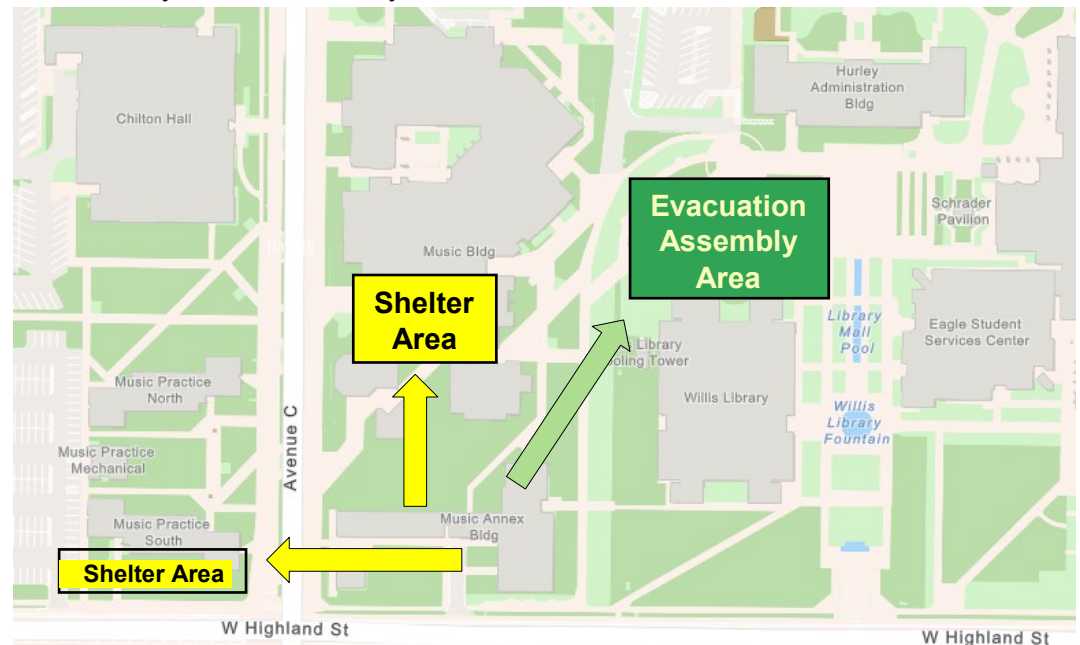 Hurley
Administration
Bldg
Chilton Hall
Evacuation
Assembly
Area
Schrader
Pavilion
Music Bldg
Shelter
Area
Library
Mall
Pool
Eagle Student
Services Center
Library
oling Tower
Music Practice
North
Willis Library
Willis
Library
Fountain
Avenue C
Music Practice
Mechanical
Music Practice
South
Music Annex
Bldg
Shelter Area
W Highland St
W Highland St